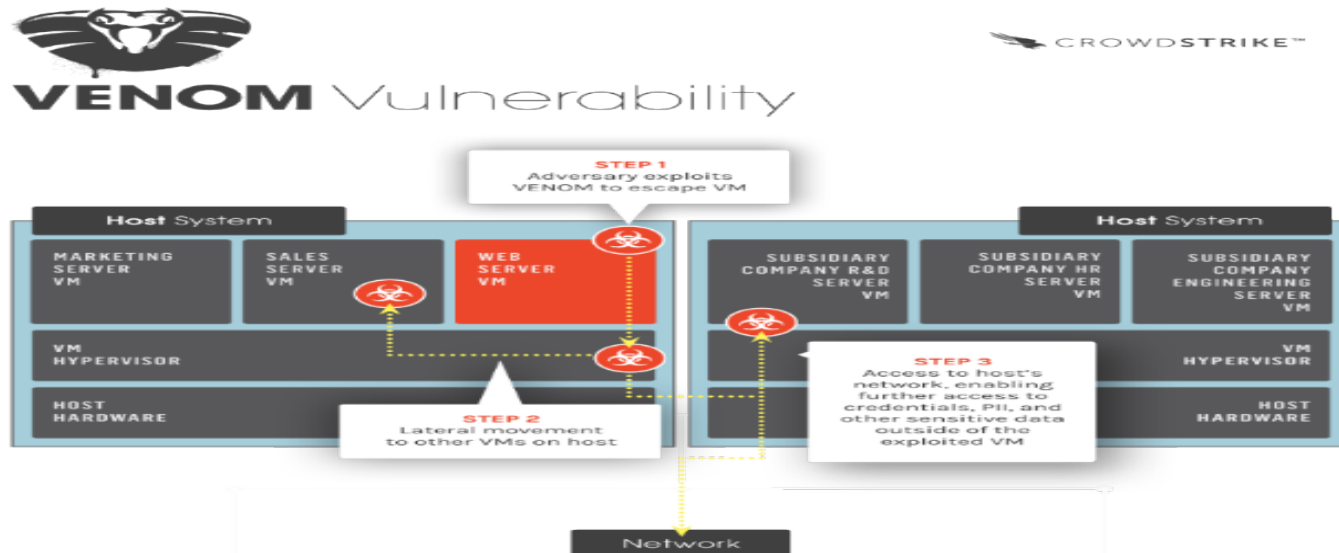 CROWDSTRIKE™
VENOM Vulnerability
STEP 1
Adversary exploits
VENOM to escape VM
Host System
MARKETING
SERVER
VM
SALES
SERVER
VM
WEB
SERVER
VM
VM
HYPERVISOR
HOST
HARDWARE
STEP 2
Lateral movement
to other VMs on host
Host System
SUBSIDIARY
COMPANY R&D
SERVER
VM
SUBSIDIARY
COMPANY HR
SERVER
VM
SUBSIDIARY
COMPANY
ENGINEERING
SERVER
VM
VM
HYPERVISOR
HOST
HARDWARE
STEP 3
Access to host's
network, enabling
further access to
credentials, PII, and
other sensitive data
outside of the
exploited VM
Network